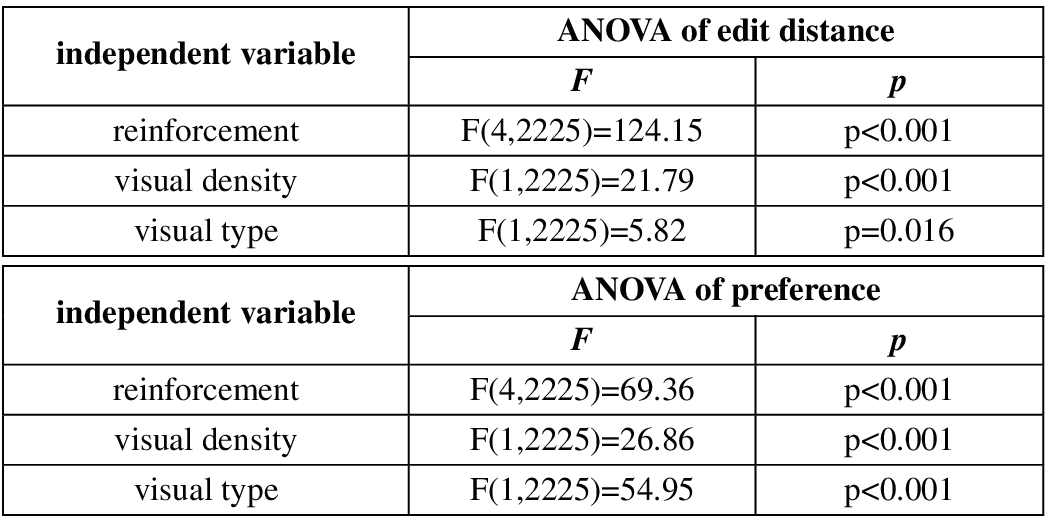 independent variable ANOVA of edit distance
F p
reinforcement F(4,2225)=124.15 p<0.001
visual density F(1,2225)=21.79 p<0.001
visual type F(1,2225)=5.82 p=0.016
independent variable ANOVA of preference
F p
reinforcement F(4,2225)=69.36 p<0.001
visual density F(1,2225)=26.86 p<0.001
visual type F(1,2225)=54.95 p<0.001